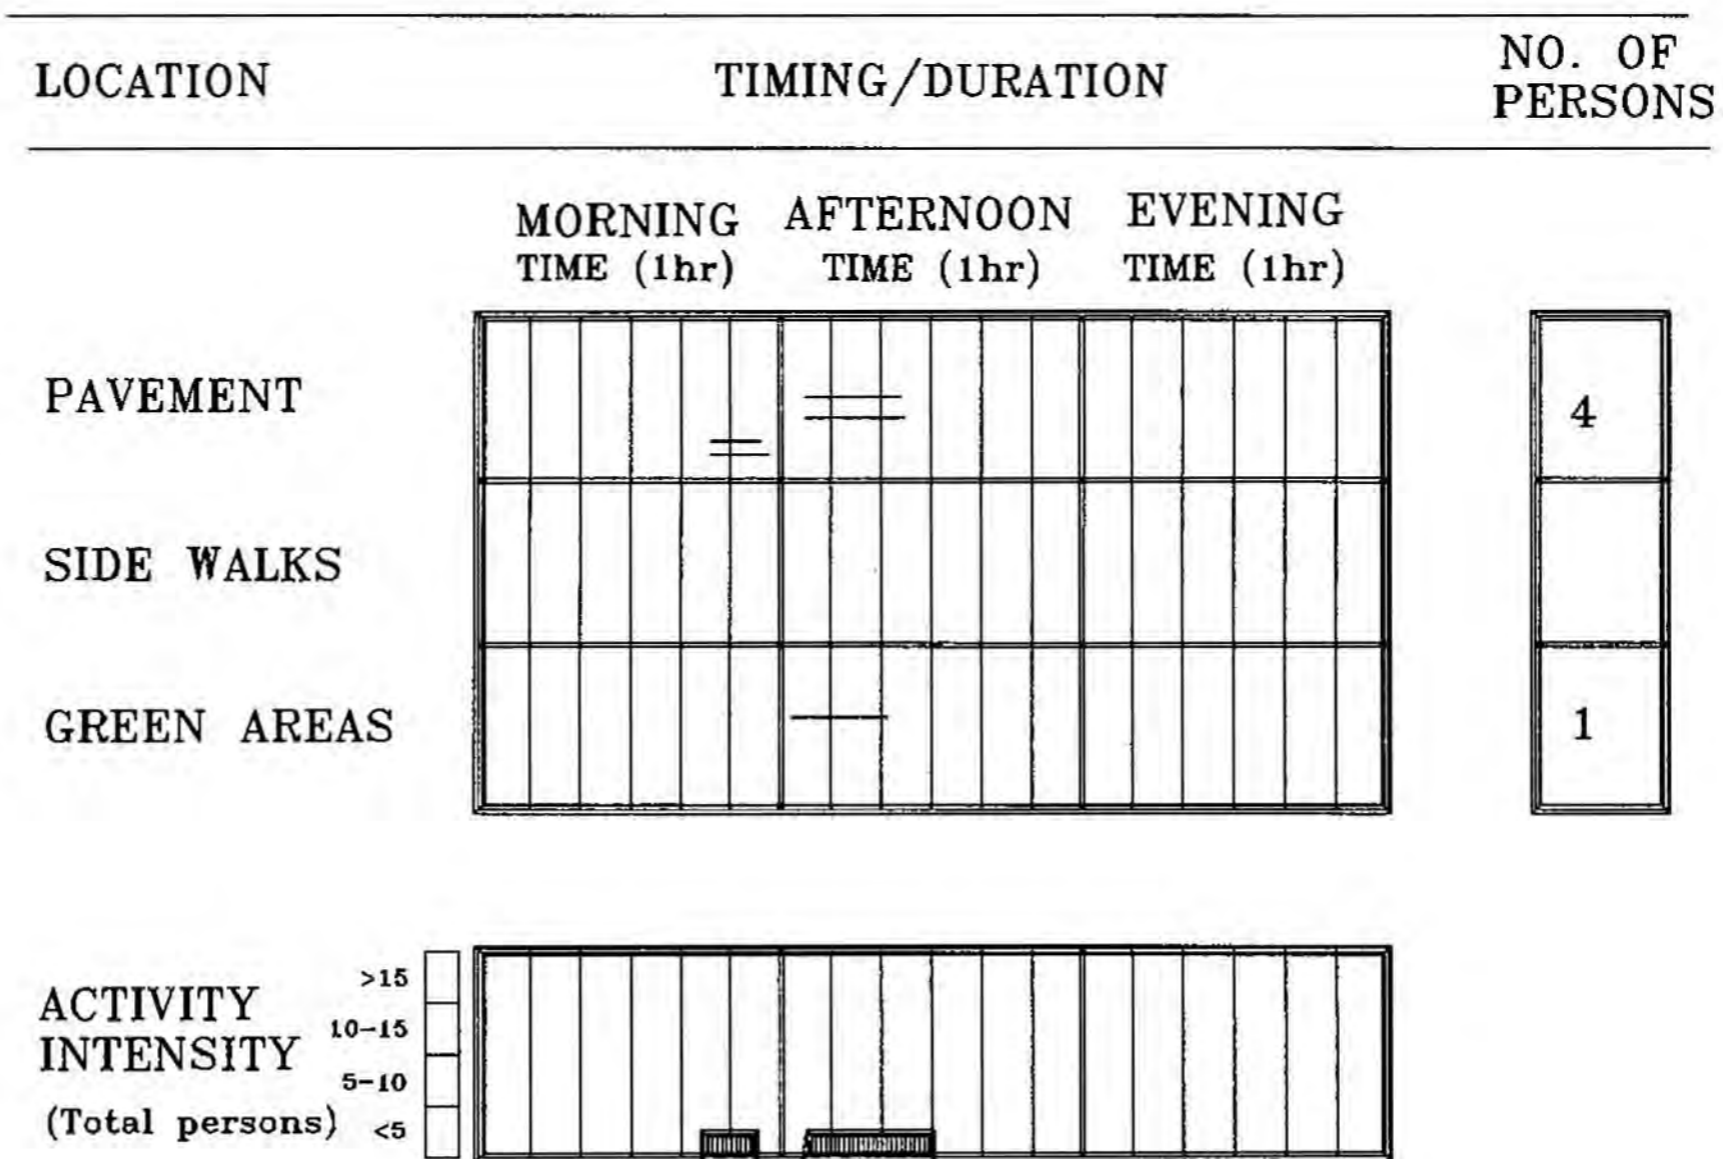 LOCATION TIMING/DURATION NO. OF
PERSONS
MORNING AFTERNOON EVENING
TIME (1hr) TIME (1hr) TIME (1hr)
PAVEMENT 4
SIDE WALKS
GREEN AREAS 1
ACTIVITY
INTENSITY
(Total persons)
>15
10-15
5-10
<5